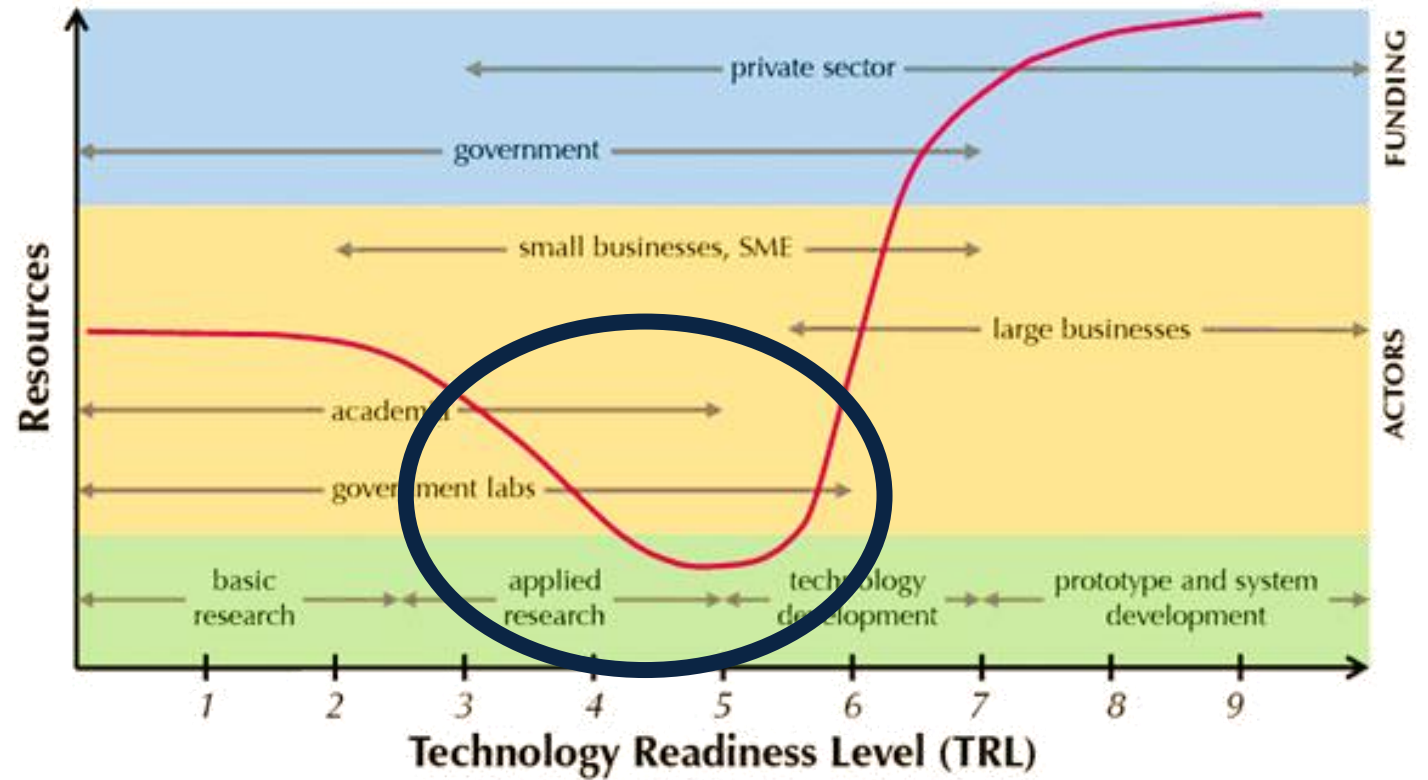 private sector
FUNDING
government
small businesses, SME
Resources
large businesses
ACTORS
government labs
basic
research
applied
research
technology
development
prototype and system
development
1 2 3 4 5 6 7 8 9
Technology Readiness Level (TRL)